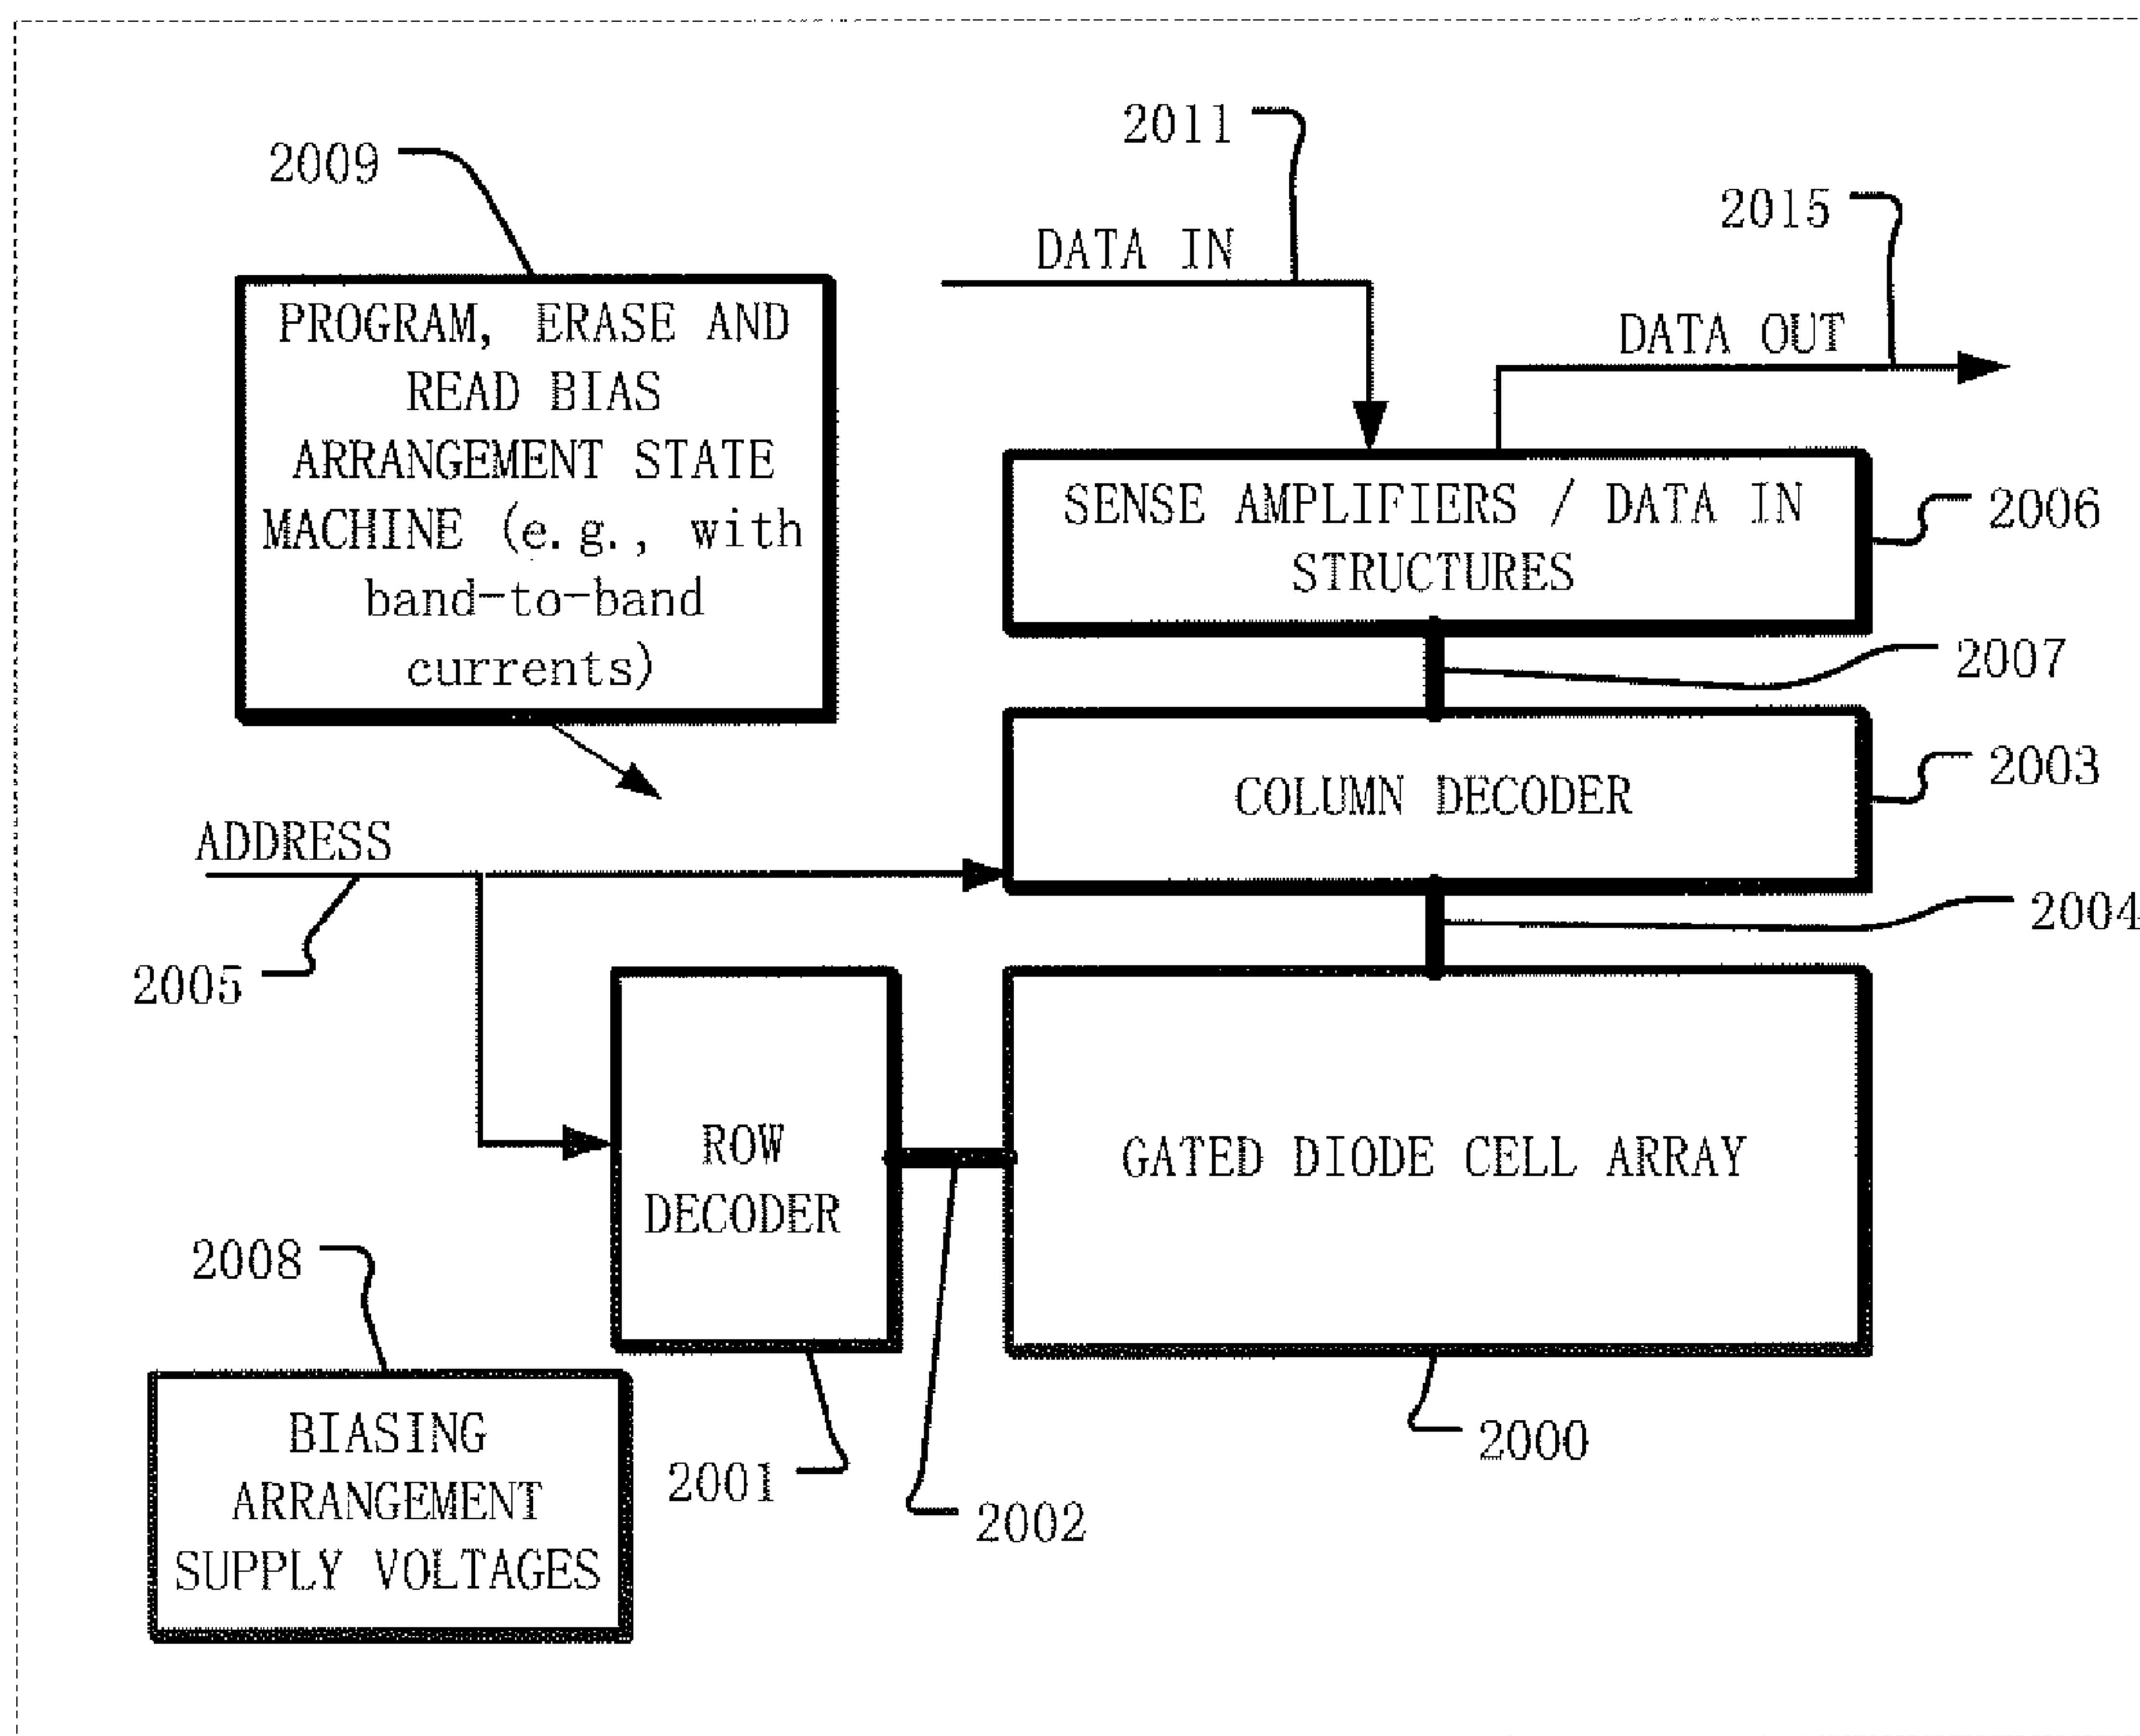 2011
2009
2015
DATA IN
PROGRAM, ERASE AND
READ BIAS
ARRANGEMENT STATE
MACHINE (e.g., with
band-to-band
currents)
DATA OUT
SENSE AMPLIFIERS / DATA IN
STRUCTURES
2006
2007
COLUMN DECODER
2003
ADDRESS
2004
2005
ROW
DECODER
GATED DIODE CELL ARRAY
2008
2000
2001
2002
BIASING
ARRANGEMENT
SUPPLY VOLTAGES